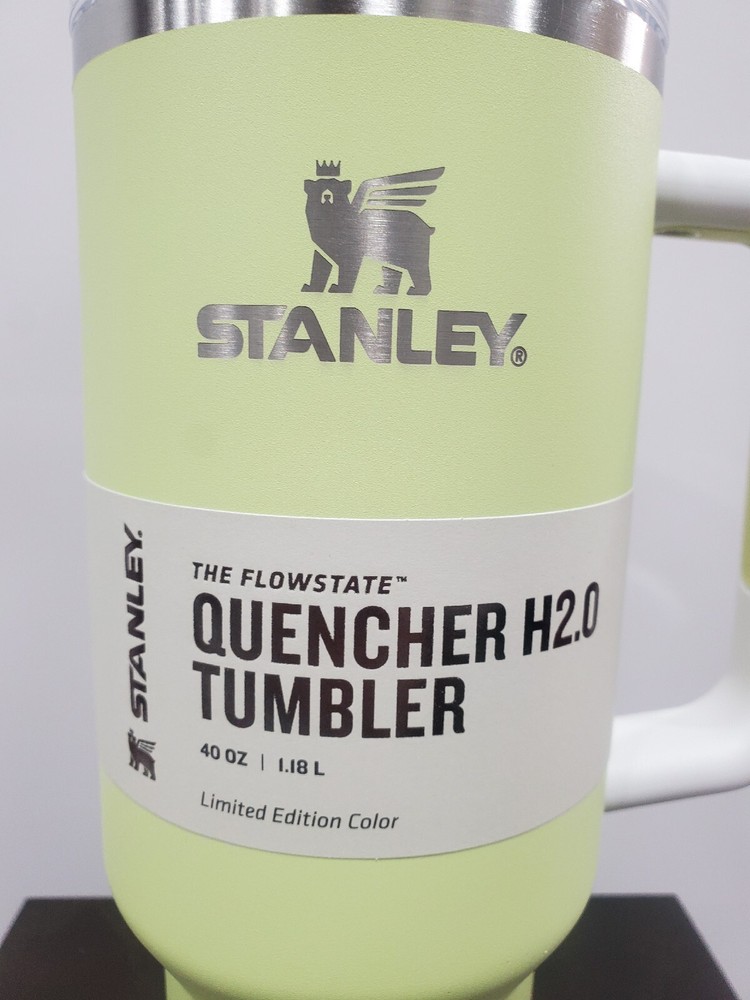 STANLEY®
STANLEY.
THE FLOWSTATE™
QUENCHER H2.0
TUMBLER
40 OZ | 1.18 L
Limited Edition Color